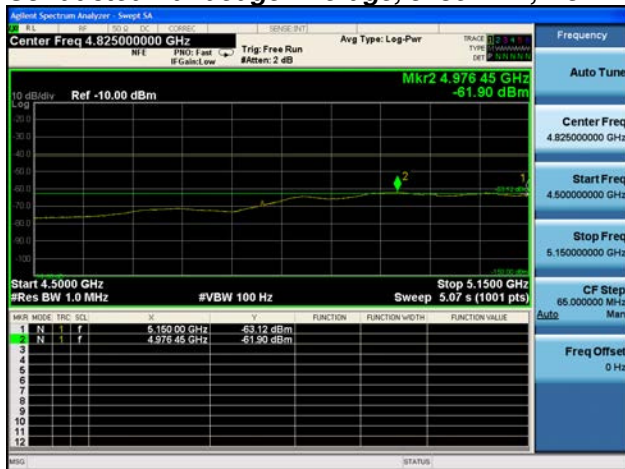 Agilent Spectrum Analyzer - Swept SA
RL RF 50 Ω DC CORREC SENSE:INT
Center Freq 4.825000000 GHz
NFE PNO: Fast IFGain:Low
Trig: Free Run
#Atten: 2 dB
Avg Type: Log-Pwr
TRACE 1 2 3 4 5 6
TYPE
DET P N N N N N
Mkr2 4.976 45 GHz
-61.90 dBm
10 dB/div Ref -10.00 dBm
Log
-20.0
-30.0
-40.0
-50.0
-60.0
-70.0
-80.0
-90.0
-100
2
1
Start 4.5000 GHz
Stop 5.1500 GHz
#Res BW 1.0 MHz
#VBW 100 Hz
Sweep 5.07 s (1001 pts)
MKR MODE TRC SCL X Y FUNCTION FUNCTION WIDTH FUNCTION VALUE
1 N 1 f 5.150 00 GHz -63.12 dBm
2 N 1 f 4.976 45 GHz -61.90 dBm
3
4
5
6
7
8
9
10
11
12
MSG STATUS
Frequency
Auto Tune
Center Freq
4.825000000 GHz
Start Freq
4.500000000 GHz
Stop Freq
5.150000000 GHz
CF Step
65.000000 MHz
Auto Man
Freq Offset
0 Hz